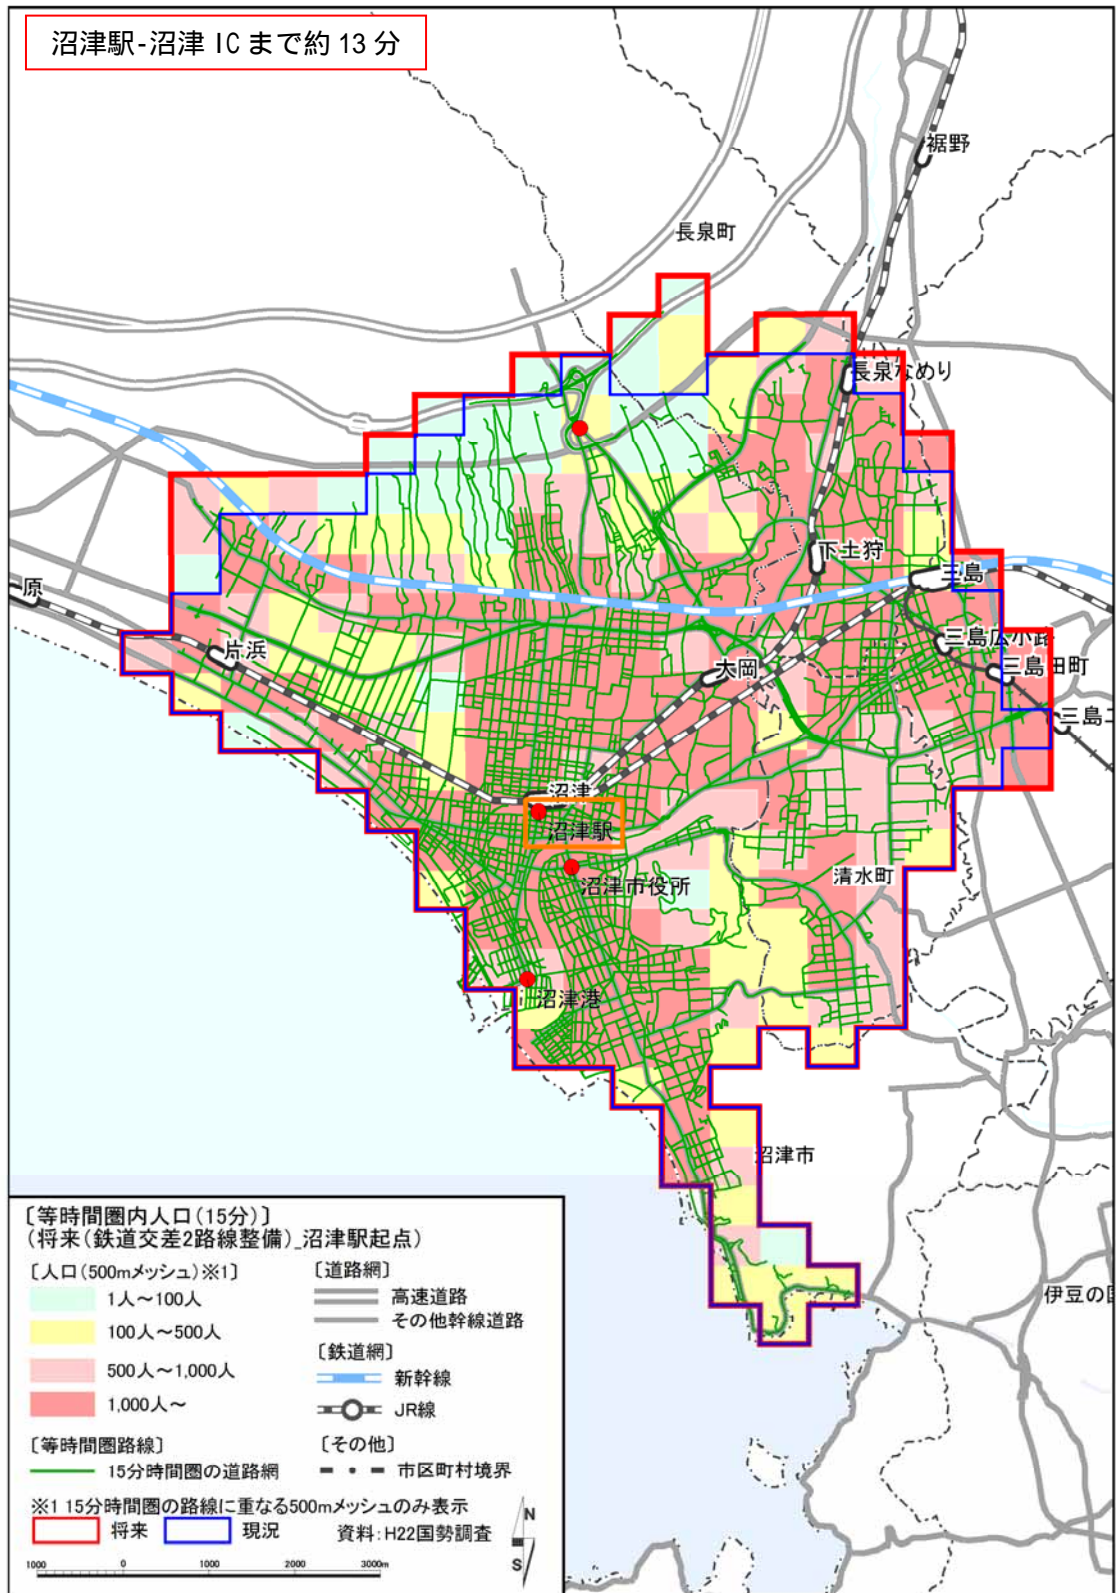 沼津駅-沼津 IC まで約 13 分
裾野
長泉町
長泉なめり
下土狩
三島
原
三島広小路
片浜
大岡
三島田町
三島二
沼津
沼津駅
沼津市役所
清水町
沼津港
沼津市
伊豆の国
〔等時間圏内人口(15分)〕
(将来(鉄道交差2路線整備)_沼津駅起点)
〔人口(500mメッシュ)※1〕
1人～100人
100人～500人
500人～1,000人
1,000人～
〔等時間圏路線〕
15分時間圏の道路網
〔道路網〕
高速道路
その他幹線道路
〔鉄道網〕
新幹線
JR線
〔その他〕
市区町村境界
※1 15分時間圏の路線に重なる500mメッシュのみ表示
将来 現況 資料:H22国勢調査
N
S
1000 0 1000 2000 3000m